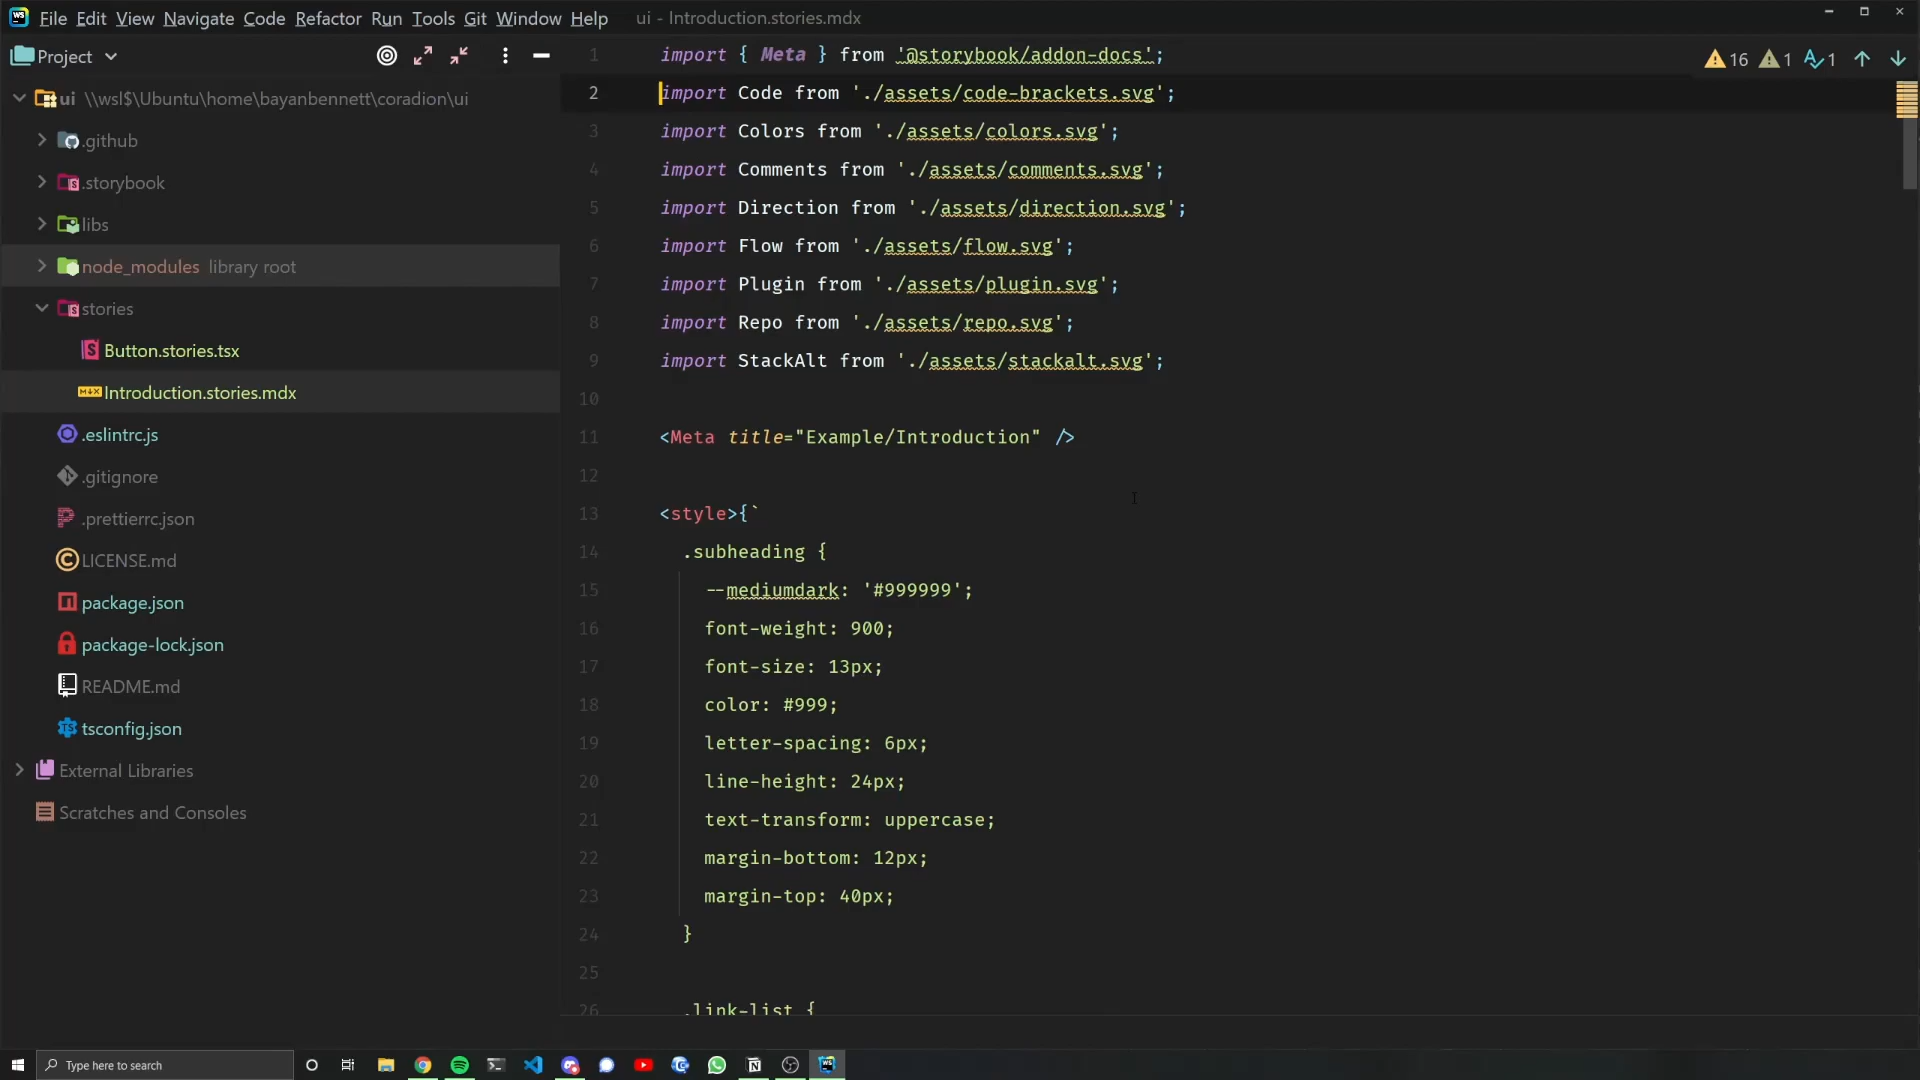 File Edit View Navigate Code Refactor Run Tools Git Window Help ui - Introduction.stories.mdx
Project
16 1 1
ui \\wsl$\Ubuntu\home\bayanbennett\coradion\ui
.github
.storybook
libs
node_modules library root
stories
Button.stories.tsx
Introduction.stories.mdx
.eslintrc.js
.gitignore
.prettierrc.json
LICENSE.md
package.json
package-lock.json
README.md
tsconfig.json
External Libraries
Scratches and Consoles
1 import { Meta } from '@storybook/addon-docs';
2 import Code from './assets/code-brackets.svg';
3 import Colors from './assets/colors.svg';
4 import Comments from './assets/comments.svg';
5 import Direction from './assets/direction.svg';
6 import Flow from './assets/flow.svg';
7 import Plugin from './assets/plugin.svg';
8 import Repo from './assets/repo.svg';
9 import StackAlt from './assets/stackalt.svg';
10
11 <Meta title="Example/Introduction" />
12
13 <style>{`
14 .subheading {
15 --mediumdark: '#999999';
16 font-weight: 900;
17 font-size: 13px;
18 color: #999;
19 letter-spacing: 6px;
20 line-height: 24px;
21 text-transform: uppercase;
22 margin-bottom: 12px;
23 margin-top: 40px;
24 }
25
26 .link-list {
Type here to search